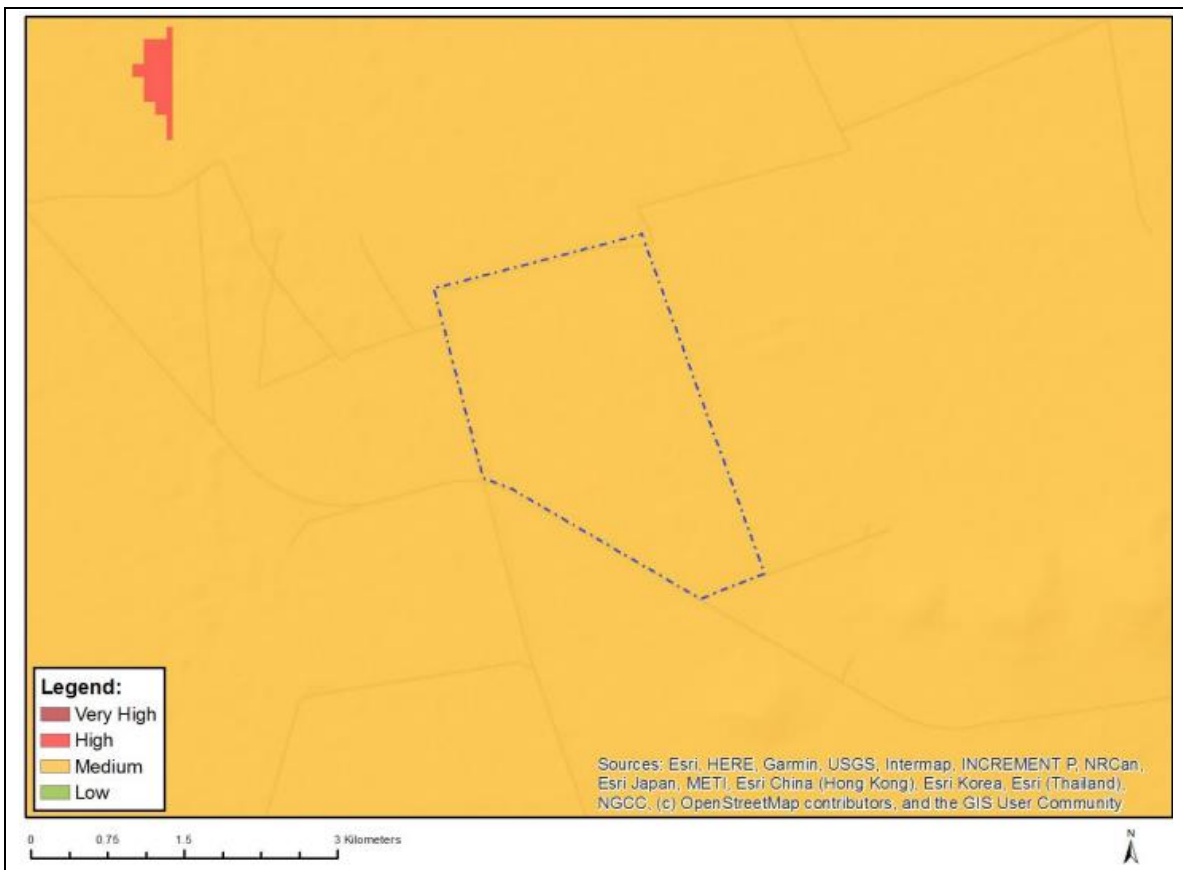 Legend:
Very High
High
Medium
Low
Sources: Esri, HERE, Garmin, USGS, Intermap, INCREMENT P, NRCan,
Esri Japan, METI, Esri China (Hong Kong), Esri Korea, Esri (Thailand),
NGCC, (c) OpenStreetMap contributors, and the GIS User Community
0 0.75 1.5 3 Kilometers
N